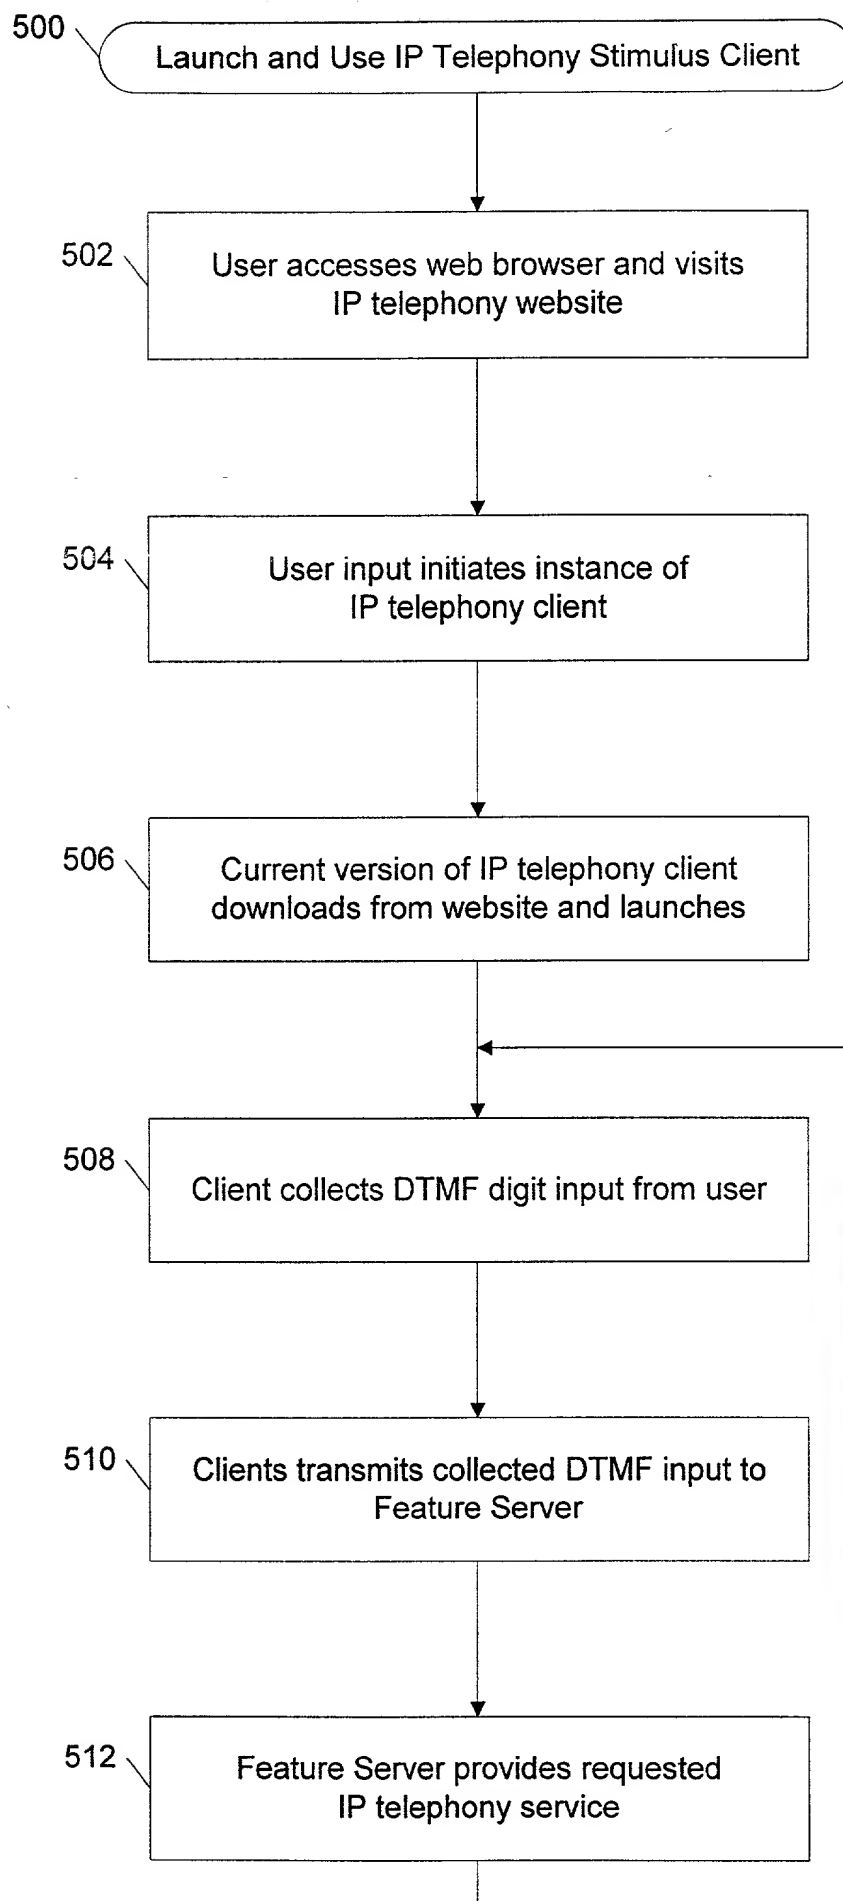 500
Launch and Use IP Telephony Stimulus Client
502
User accesses web browser and visits
IP telephony website
504
User input initiates instance of
IP telephony client
506
Current version of IP telephony client
downloads from website and launches
508
Client collects DTMF digit input from user
510
Clients transmits collected DTMF input to
Feature Server
512
Feature Server provides requested
IP telephony service